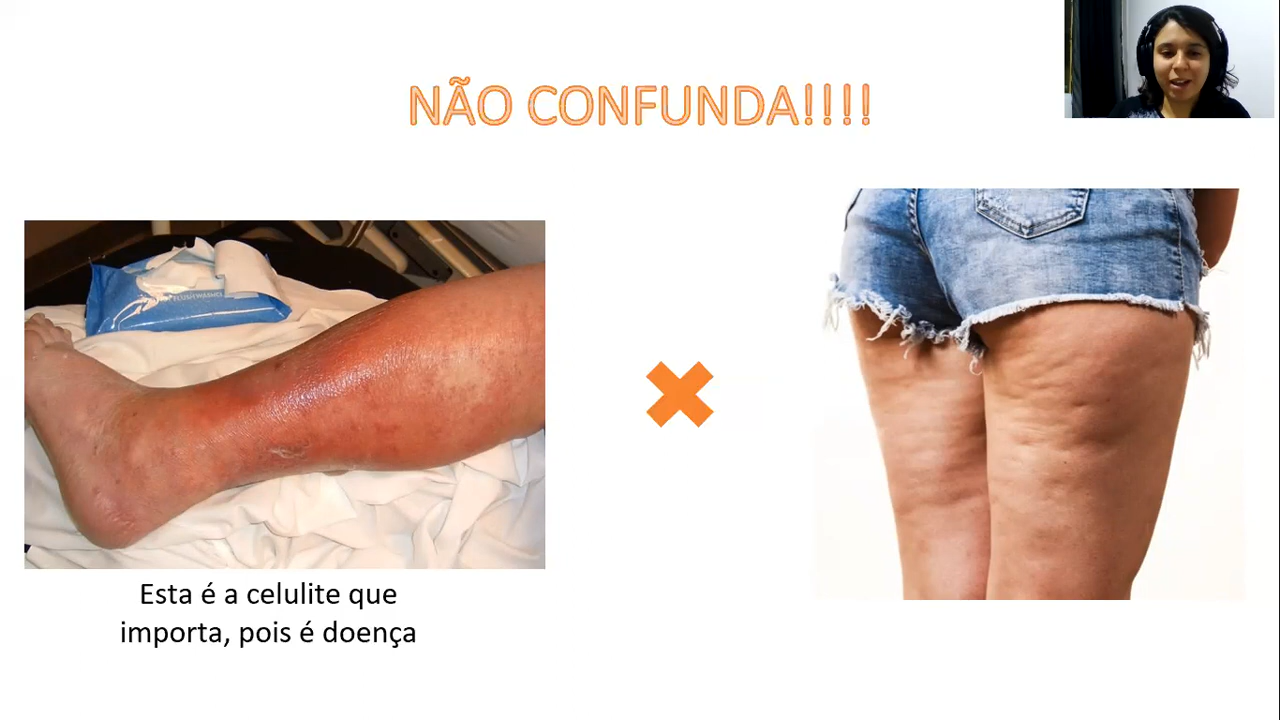 NÃO CONFUNDA!!!!
Esta é a celulite que
importa, pois é doença